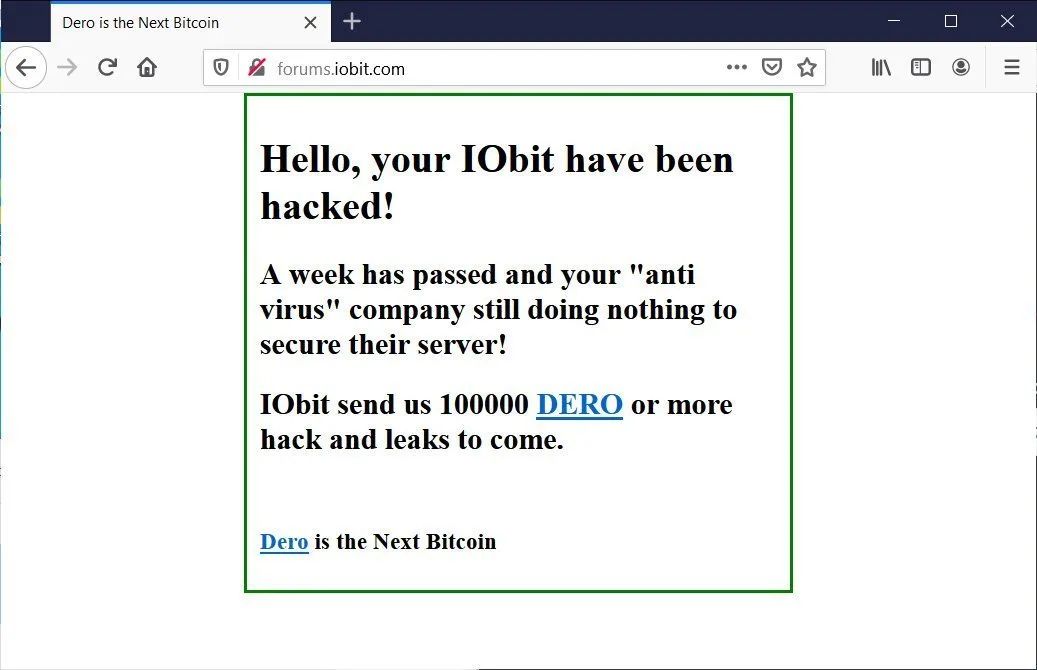 Dero is the Next Bitcoin
forums.iobit.com
Hello, your IObit have been
hacked!
A week has passed and your "anti
virus" company still doing nothing to
secure their server!
IObit send us 100000 DERO or more
hack and leaks to come.
Dero is the Next Bitcoin